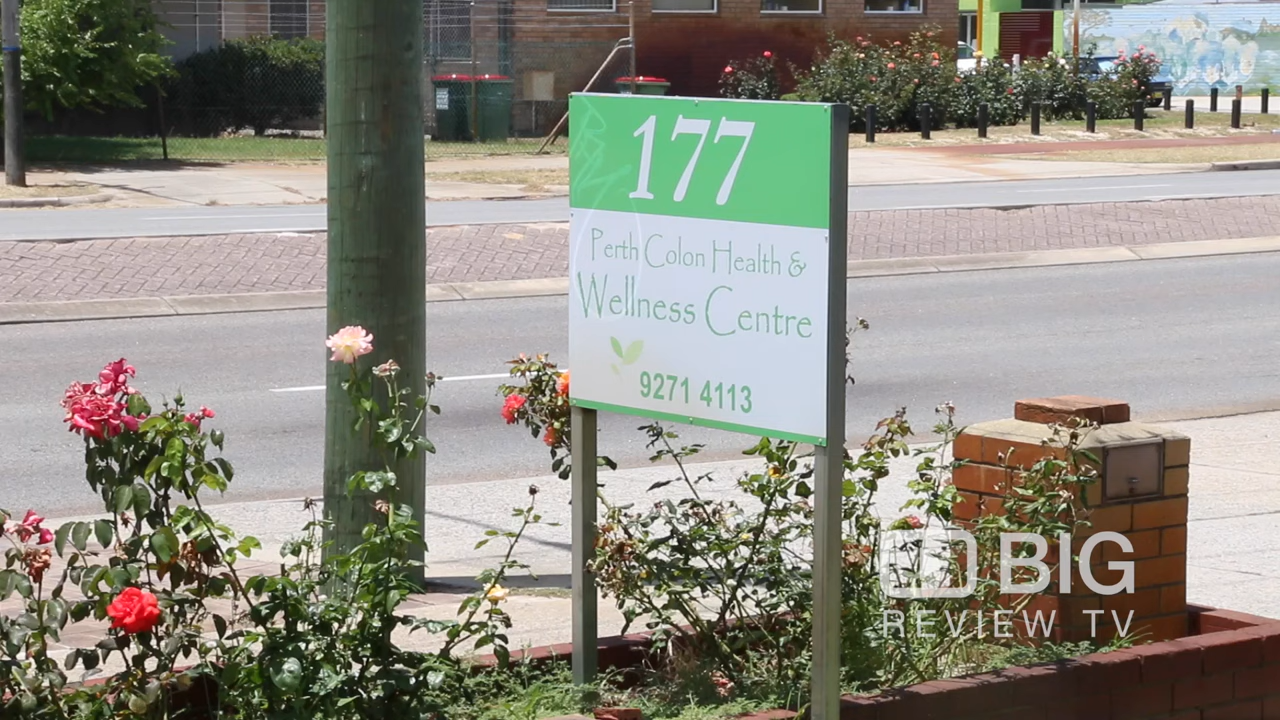 177
Perth Colon Health &
Wellness Centre
9271 4113
BIG
REVIEW TV